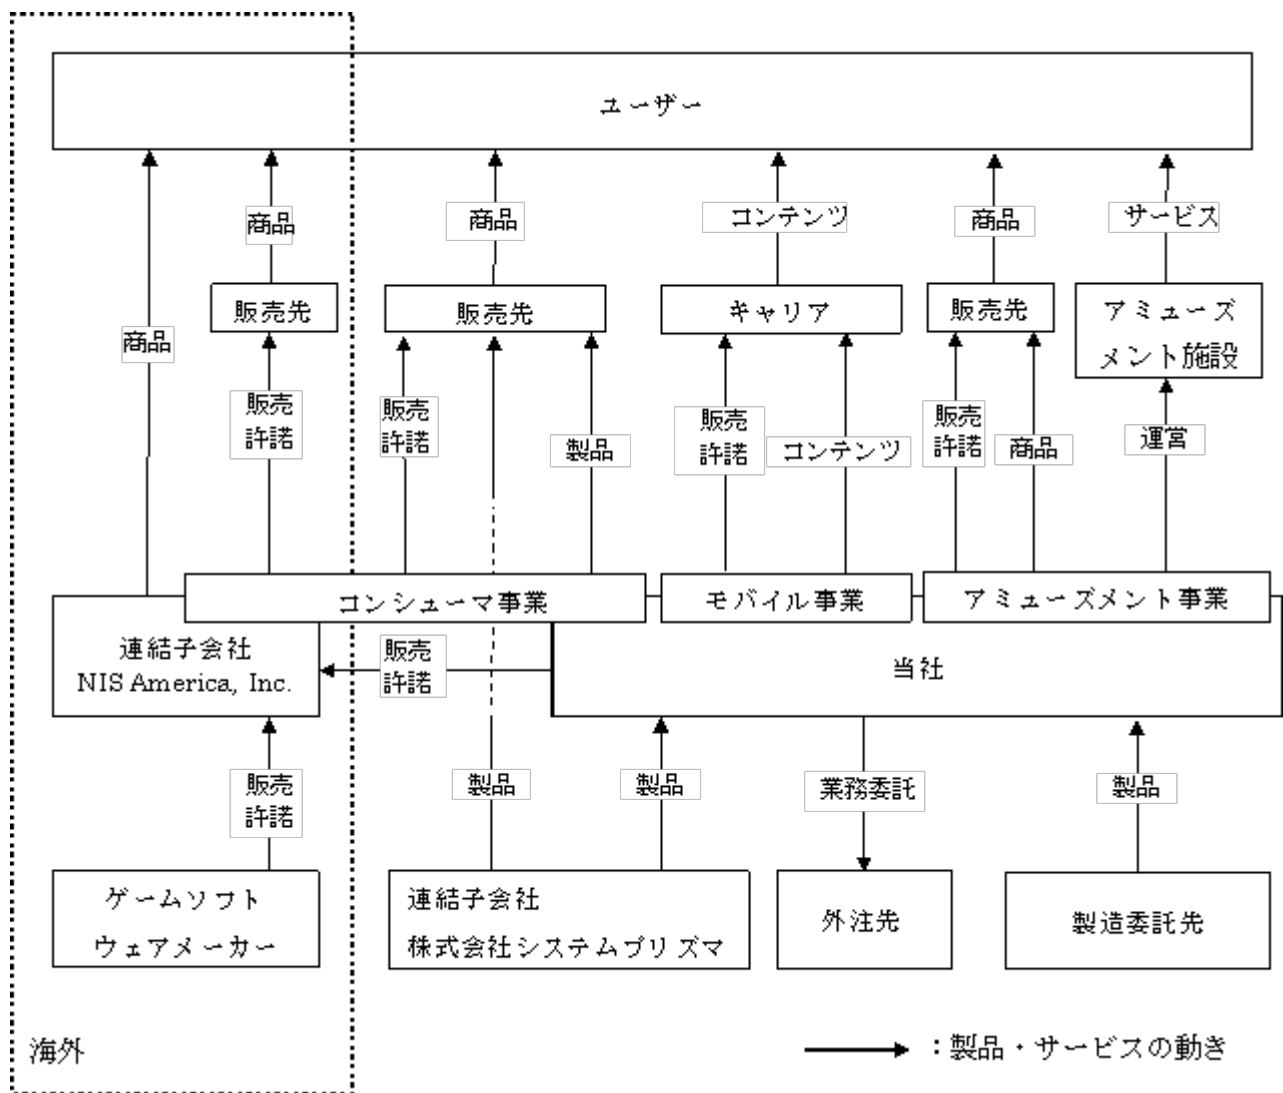 ユーザー
商品
商品
コンテンツ
商品
サービス
商品
販売先
販売先
キャリア
販売先
アミューズ
メント施設
販売
許諾
販売
許諾
製品
販売
許諾
コンテンツ
販売
許諾
商品
運営
コンシューマ事業
モバイル事業
アミューズメント事業
連結子会社
NIS America, Inc.
販売
許諾
当社
販売
許諾
製品
製品
業務委託
製品
ゲームソフト
ウェアメーカー
連結子会社
株式会社システムプリズマ
外注先
製造委託先
海外
：製品・サービスの動き